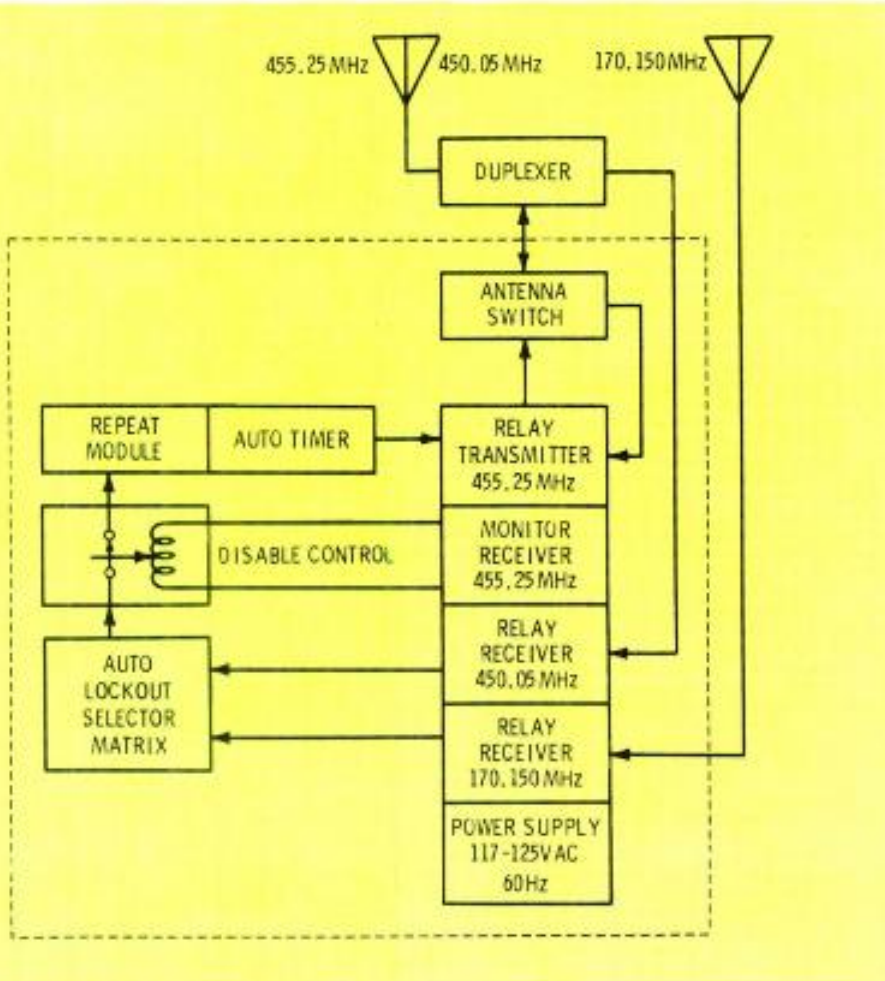 455.25 MHz
450.05 MHz
170.150 MHz
DUPLEXER
ANTENNA
SWITCH
REPEAT
MODULE
AUTO TIMER
RELAY
TRANSMITTER
455.25 MHz
DISABLE CONTROL
MONITOR
RECEIVER
455.25 MHz
AUTO
LOCKOUT
SELECTOR
MATRIX
RELAY
RECEIVER
450.05 MHz
RELAY
RECEIVER
170.150 MHz
POWER SUPPLY
117-125V AC
60Hz